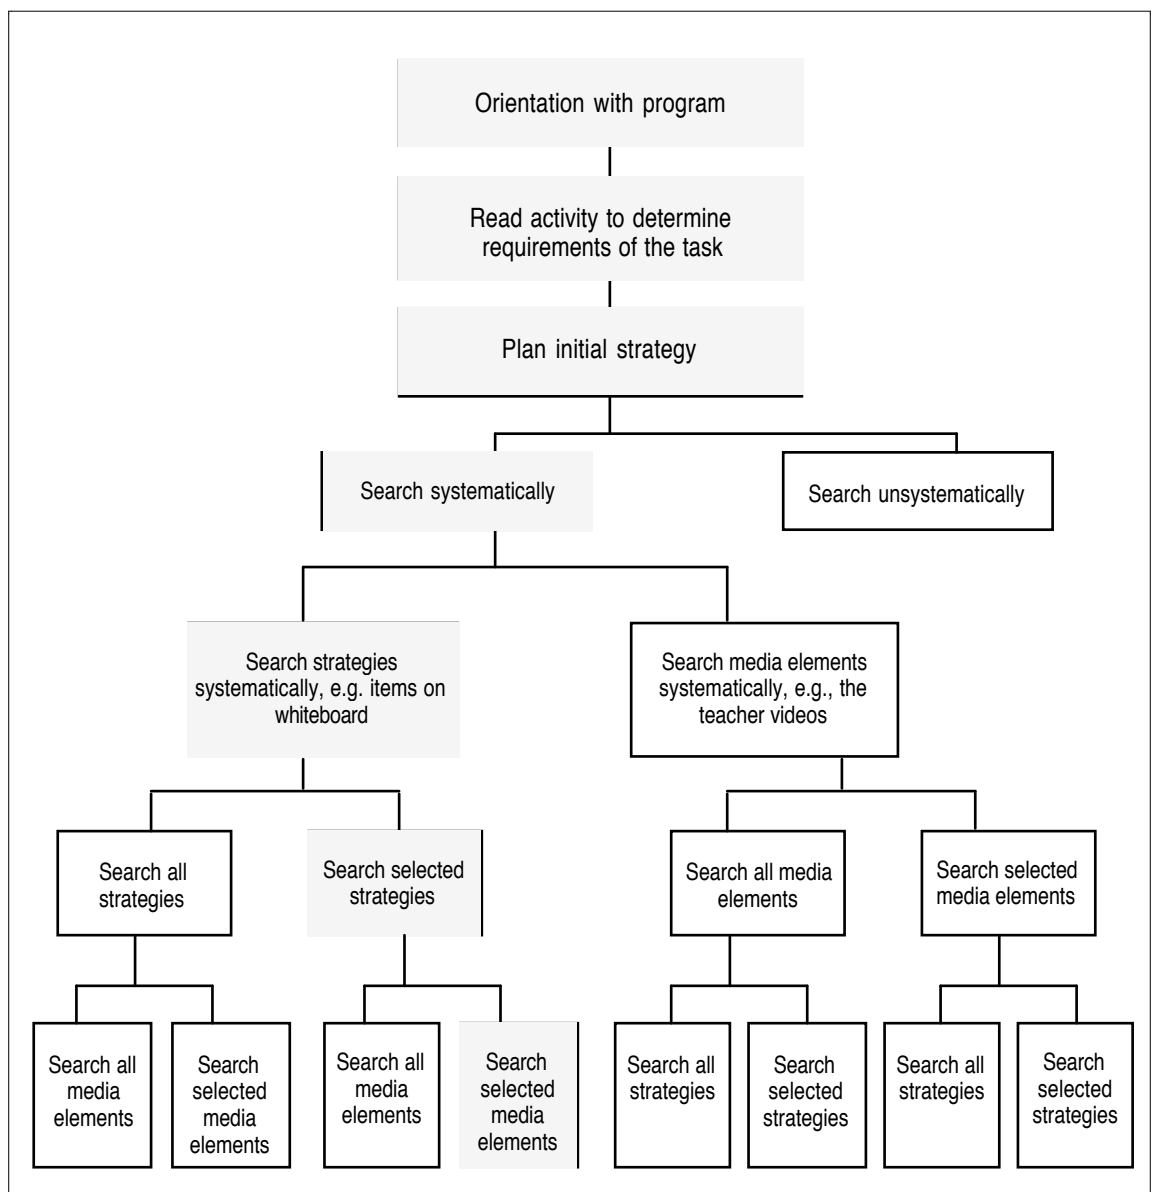 Orientation with program
Read activity to determine
requirements of the task
Plan initial strategy
Search systematically
Search unsystematically
Search strategies
systematically, e.g. items on
whiteboard
Search media elements
systematically, e.g., the
teacher videos
Search all
strategies
Search selected
strategies
Search all media
elements
Search selected
media elements
Search all
media
elements
Search
selected
media
elements
Search all
media
elements
Search
selected
media
elements
Search all
strategies
Search
selected
strategies
Search all
strategies
Search
selected
strategies